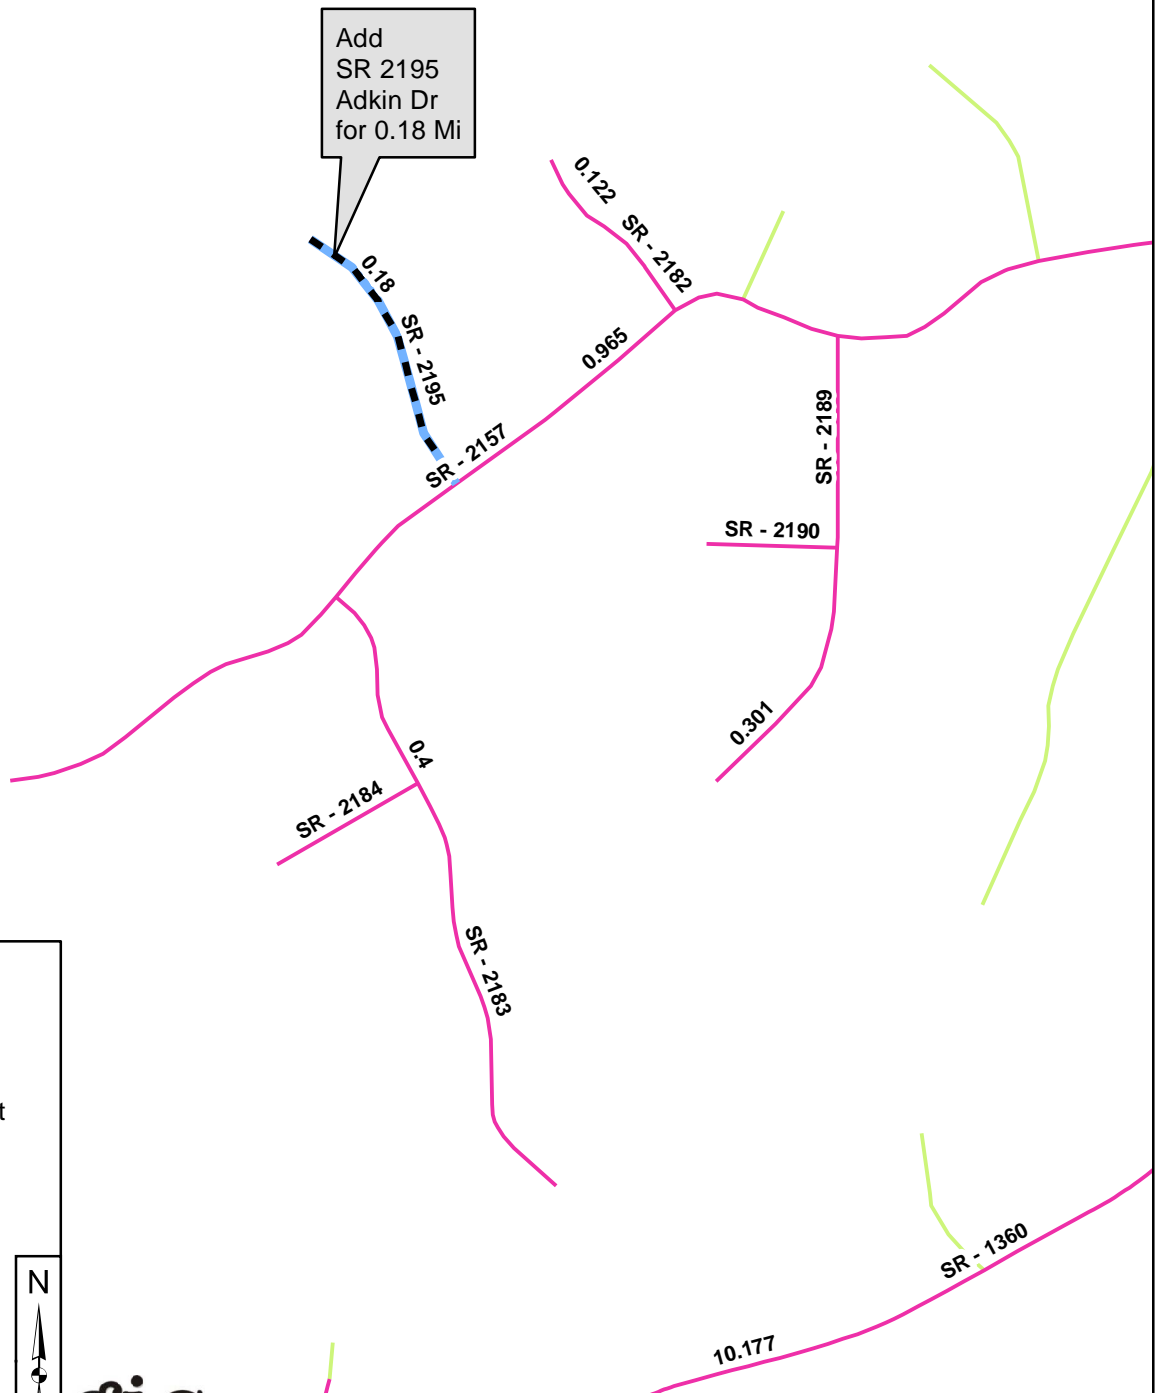 Add
SR 2195
Adkin Dr
for 0.18 Mi
0.122
SR - 2182
0.18
SR - 2195
0.965
SR - 2157
SR - 2189
SR - 2190
0.301
0.4
SR - 2184
SR - 2183
t
SR - 1360
N
10.177